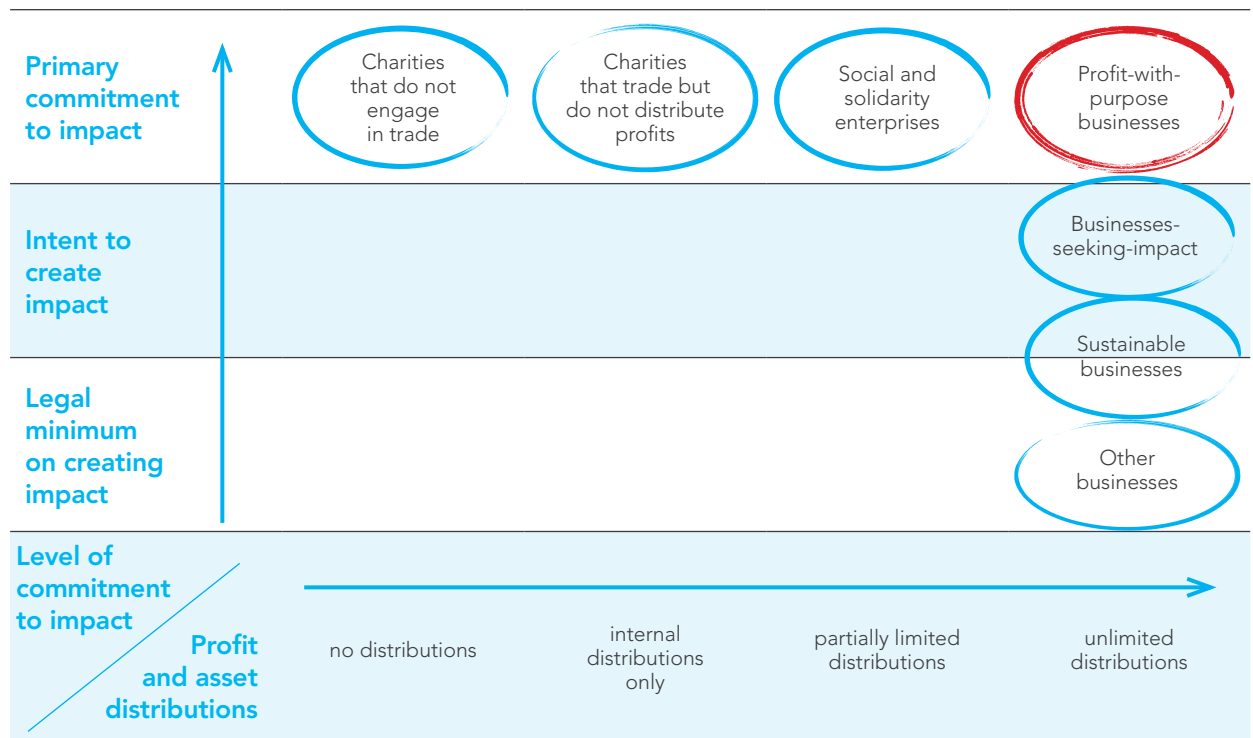 Primary
commitment
to impact
Charities
that do not
engage
in trade
Charities
that trade but
do not distribute
profits
Social and
solidarity
enterprises
Profit-with-
purpose
businesses
Intent to
create
impact
Businesses-
seeking-impact
Sustainable
businesses
Legal
minimum
on creating
impact
Other
businesses
Level of
commitment
to impact
Profit
and asset
distributions
no distributions
internal
distributions
only
partially limited
distributions
unlimited
distributions